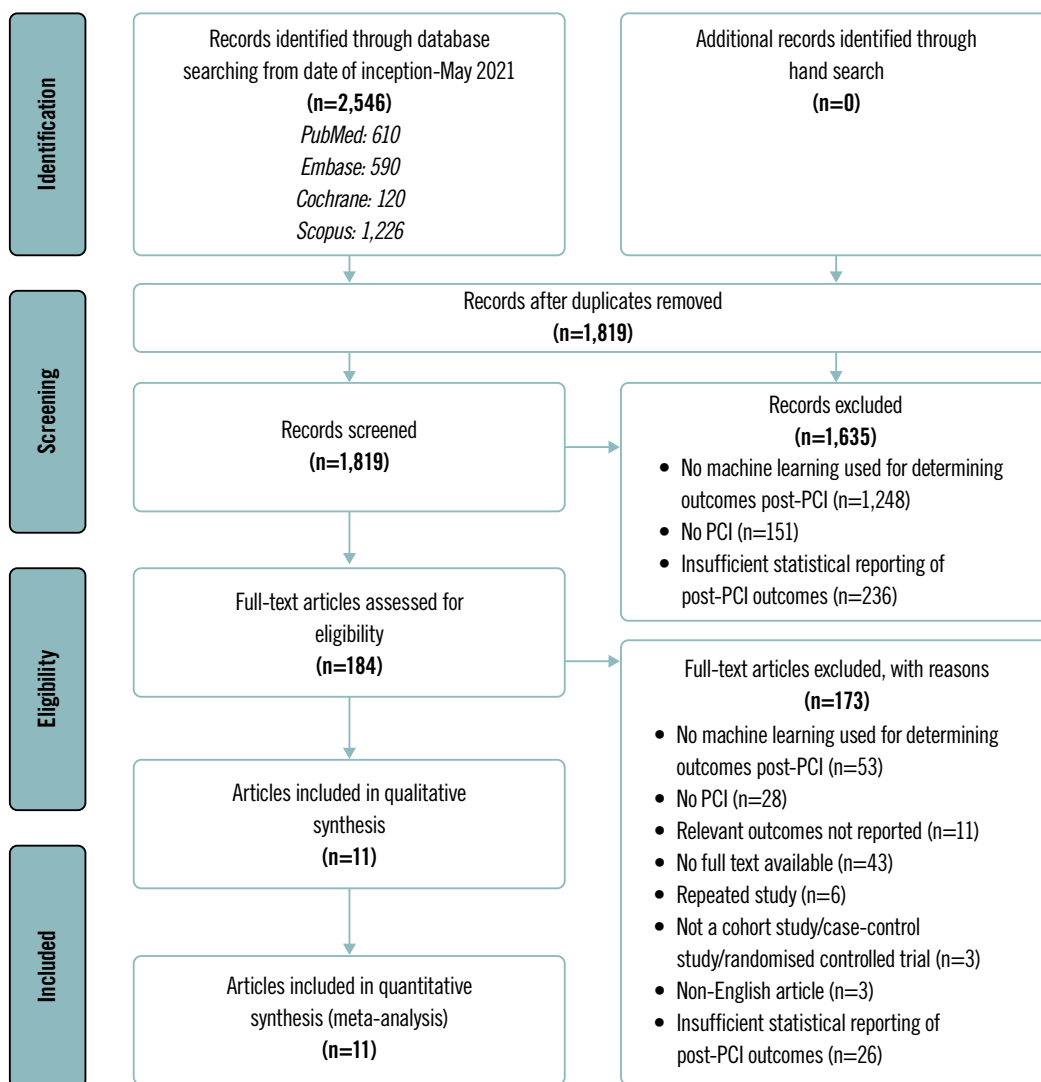 Identification
Records identified through database
searching from date of inception-May 2021
(n=2,546)
PubMed: 610
Embase: 590
Cochrane: 120
Scopus: 1,226
Additional records identified through
hand search
(n=0)
Screening
Records after duplicates removed
(n=1,819)
Records screened
(n=1,819)
Records excluded
(n=1,635)
• No machine learning used for determining
outcomes post-PCI (n=1,248)
• No PCI (n=151)
• Insufficient statistical reporting of
post-PCI outcomes (n=236)
Eligibility
Full-text articles assessed for
eligibility
(n=184)
Full-text articles excluded, with reasons
(n=173)
• No machine learning used for determining
outcomes post-PCI (n=53)
• No PCI (n=28)
• Relevant outcomes not reported (n=11)
• No full text available (n=43)
• Repeated study (n=6)
• Not a cohort study/case-control
study/randomised controlled trial (n=3)
• Non-English article (n=3)
• Insufficient statistical reporting of
post-PCI outcomes (n=26)
Articles included in qualitative
synthesis
(n=11)
Included
Articles included in quantitative
synthesis (meta-analysis)
(n=11)